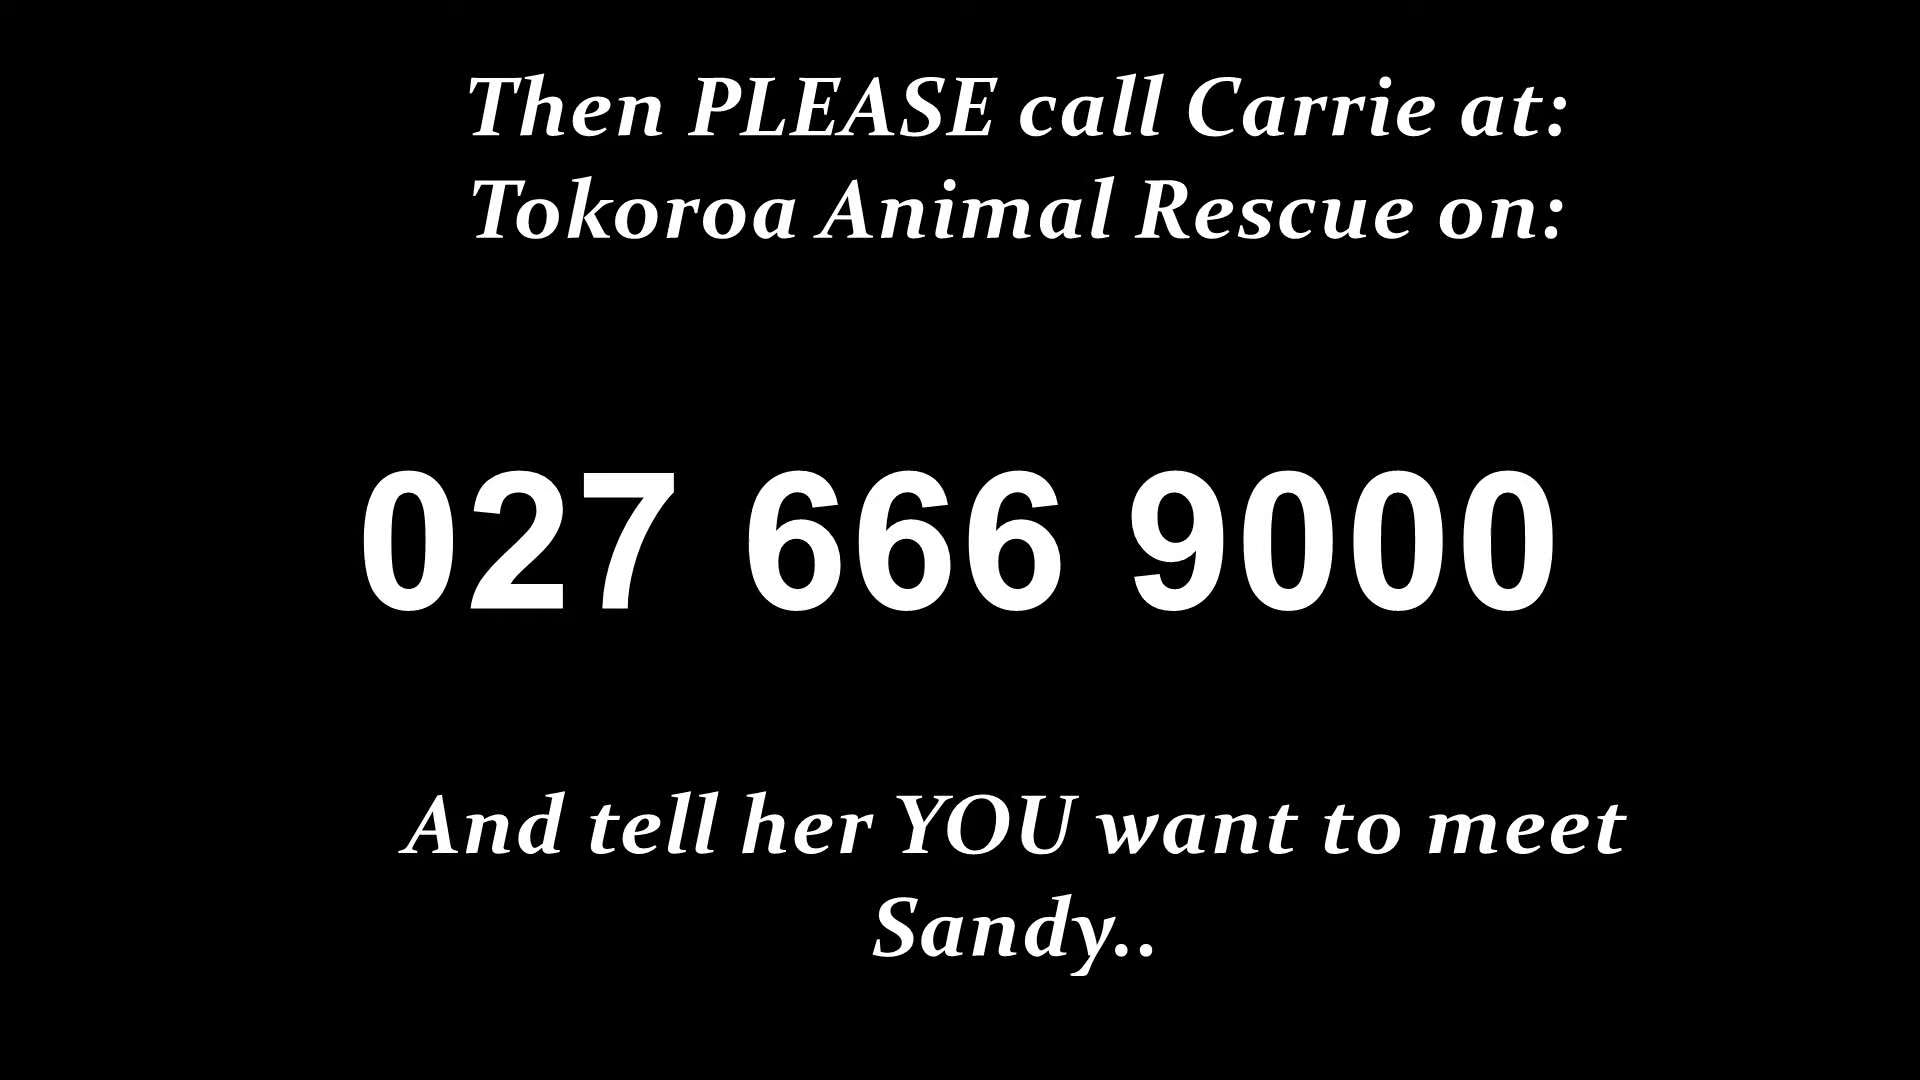 Then PLEASE call Carrie at:
Tokoroa Animal Rescue on:
027 666 9000
And tell her YOU want to meet
Sandy..